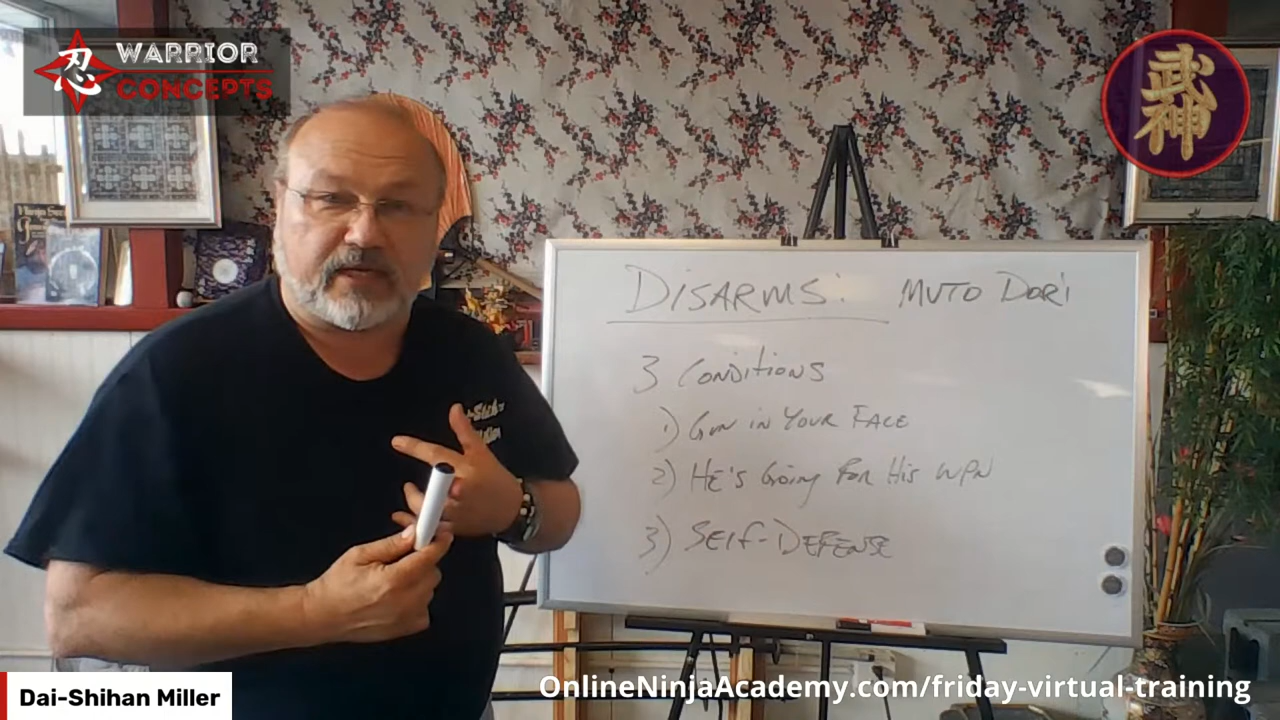 忍
WARRIOR
CONCEPTS
武神
DISARMS: MUTO DORI
3 CONDITIONS
1) GUN IN YOUR FACE
2) HE'S Going FOR His WPN
3) SELF-DEFENSE
Dai-Shihan Miller
OnlineNinjaAcademy.com/friday-virtual-training